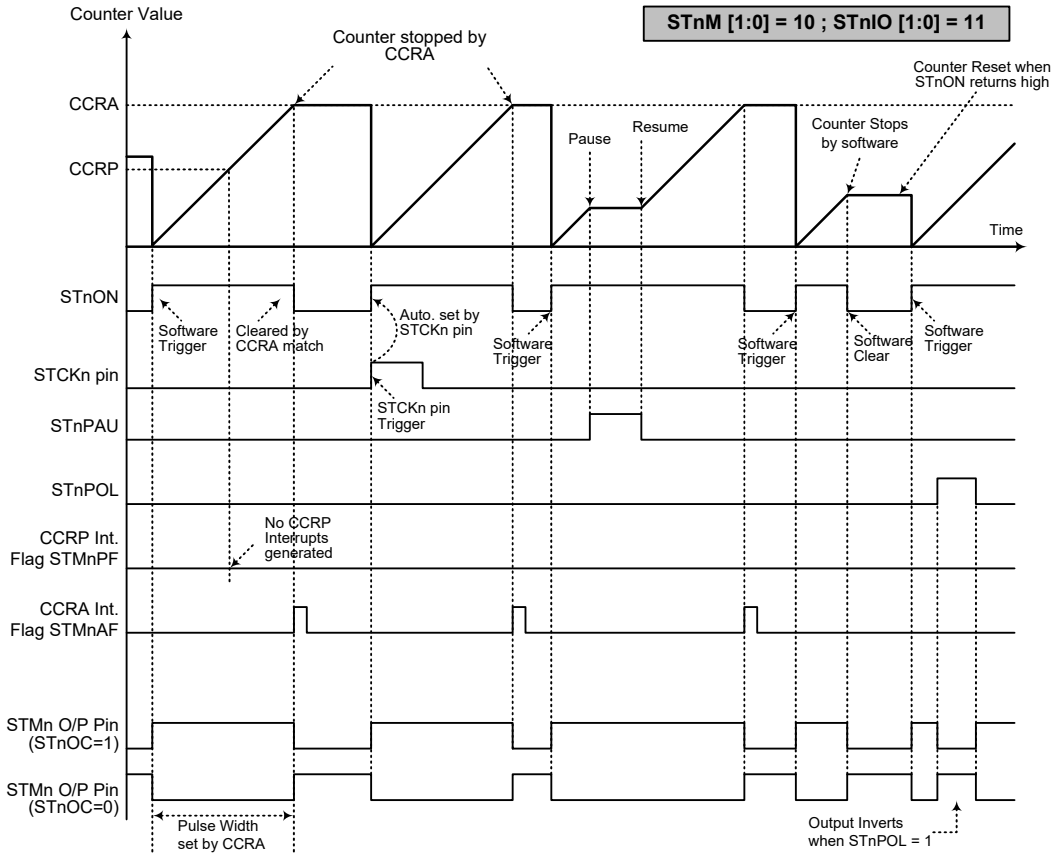 Counter Value
STnM [1:0] = 10 ; STnIO [1:0] = 11
Counter stopped by
CCRA
Counter Reset when
STnON returns high
CCRA
Pause
Resume
Counter Stops
by software
CCRP
Time
STnON
Software
Trigger
Cleared by
CCRA match
Auto. set by
STCKn pin
Software
Trigger
Software
Trigger
Software
Clear
Software
Trigger
STCKn pin
STCKn pin
Trigger
STnPAU
STnPOL
CCRP Int.
Flag STMnPF
No CCRP
Interrupts
generated
CCRA Int.
Flag STMnAF
STMn O/P Pin
(STnOC=1)
STMn O/P Pin
(STnOC=0)
Pulse Width
set by CCRA
Output Inverts
when STnPOL = 1